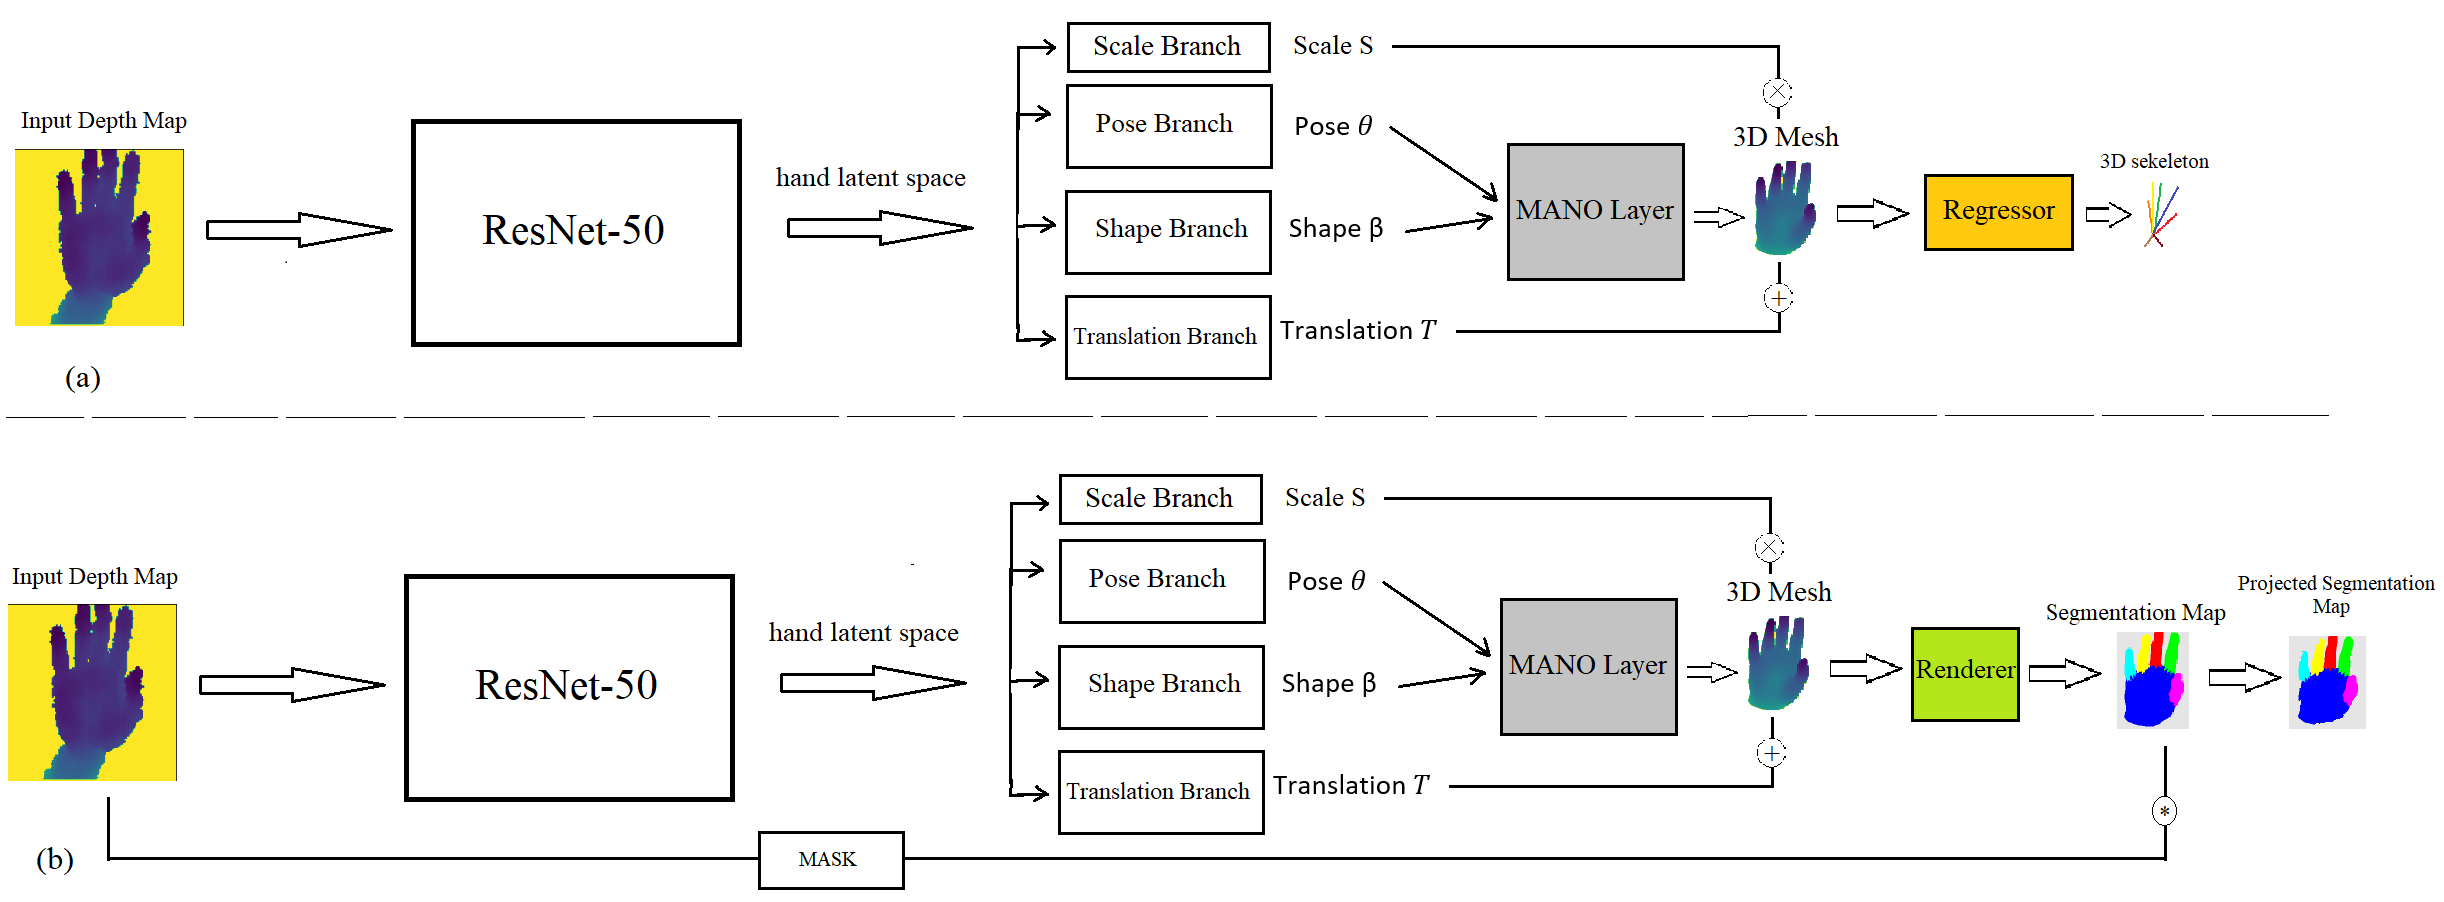 Input Depth Map
ResNet-50
hand latent space
Scale Branch
Pose Branch
Shape Branch
Translation Branch
Scale S
Pose θ
Shape β
Translation T
MANO Layer
3D Mesh
Regressor
3D sekeleton
(a)
Input Depth Map
ResNet-50
hand latent space
Scale Branch
Pose Branch
Shape Branch
Translation Branch
Scale S
Pose θ
Shape β
Translation T
MANO Layer
3D Mesh
Renderer
Segmentation Map
Projected Segmentation
Map
MASK
(b)